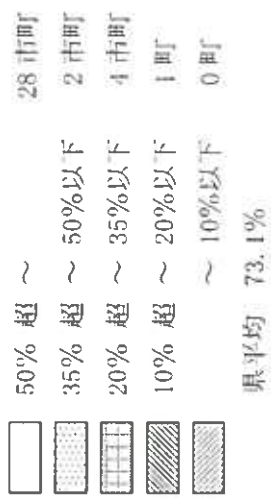 50% 超 ～ 28 市町
35% 超 ～ 50%以下 2 市町
20% 超 ～ 35%以下 4 市町
10% 超 ～ 20%以下 1 町
～ 10%以下 0 町
県平均 73.1%